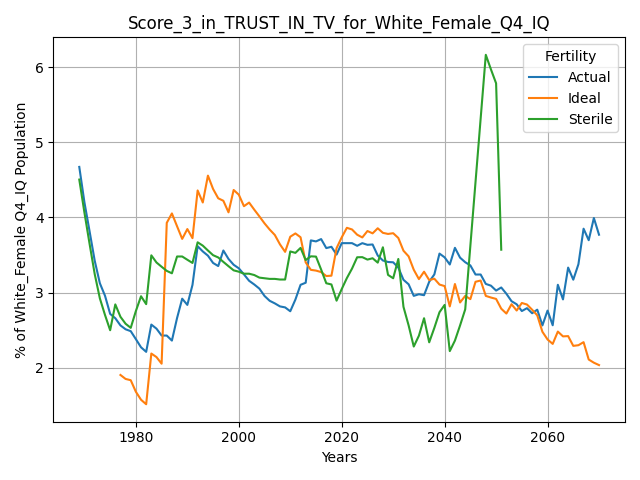 Score_3_in_TRUST_IN_TV_for_White_Female_Q4_IQ
% of White_Female Q4_IQ Population
6
5
4
3
2
Fertility
Actual
Ideal
Sterile
1980 2000 2020 2040 2060
Years